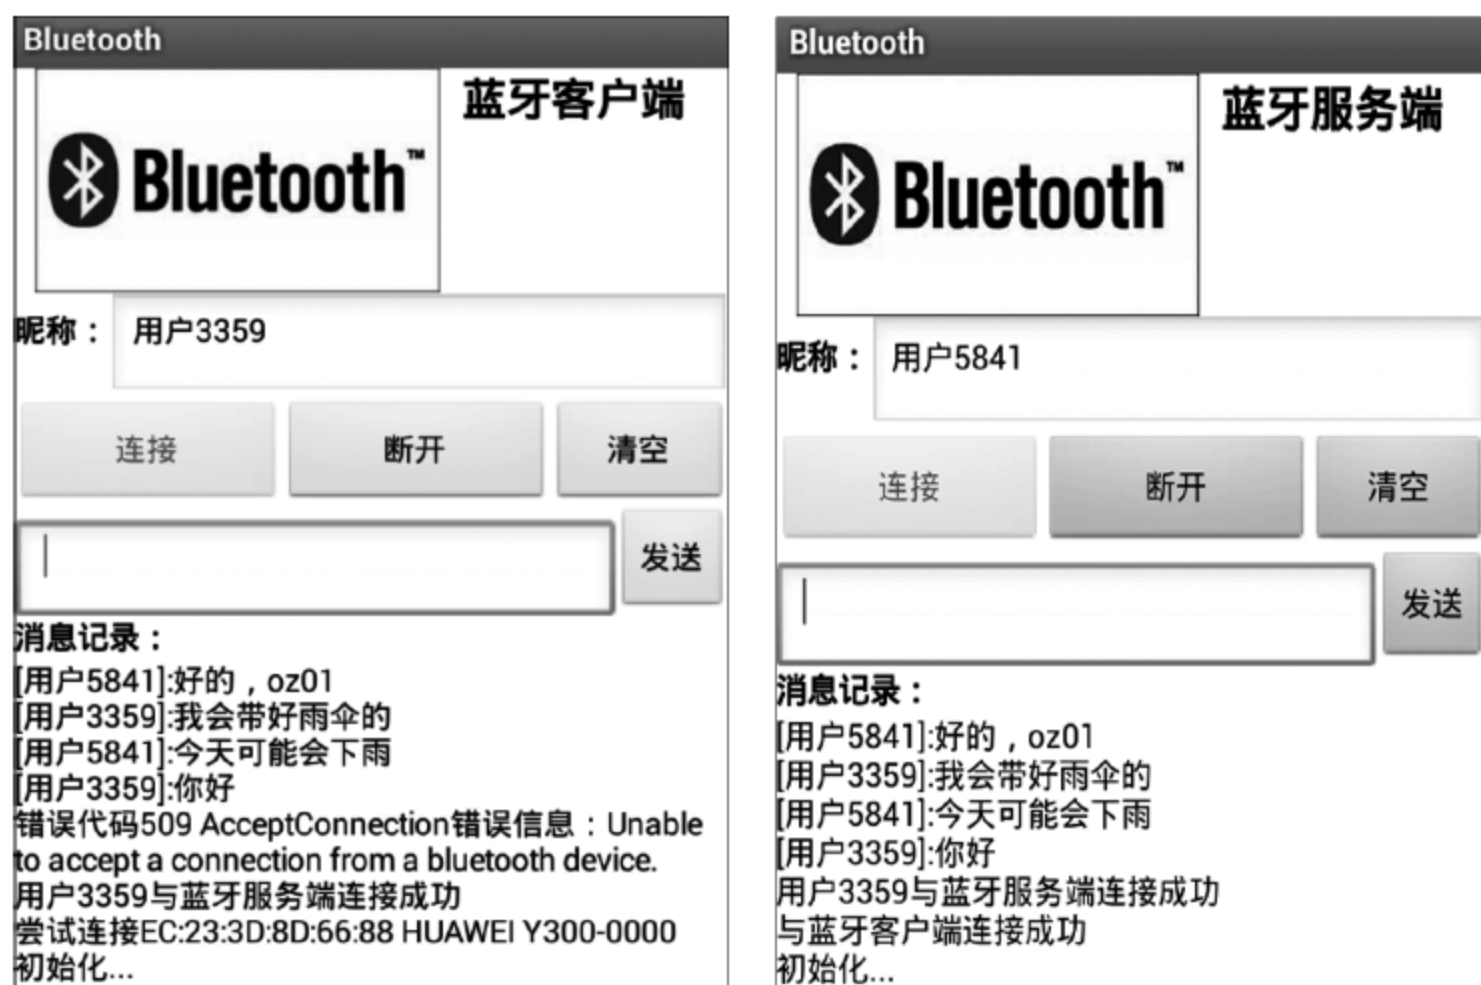 Bluetooth
蓝牙客户端
Bluetooth™
昵称：
用户3359
连接
断开
清空
发送
消息记录：
[用户5841]:好的，oz01
[用户3359]:我会带好雨伞的
[用户5841]:今天可能会下雨
[用户3359]:你好
错误代码509 AcceptConnection错误信息：Unable
to accept a connection from a bluetooth device.
用户3359与蓝牙服务端连接成功
尝试连接EC:23:3D:8D:66:88 HUAWEI Y300-0000
初始化...
Bluetooth
蓝牙服务端
Bluetooth™
昵称：
用户5841
连接
断开
清空
发送
消息记录：
[用户5841]:好的，oz01
[用户3359]:我会带好雨伞的
[用户5841]:今天可能会下雨
[用户3359]:你好
用户3359与蓝牙服务端连接成功
与蓝牙客户端连接成功
初始化...